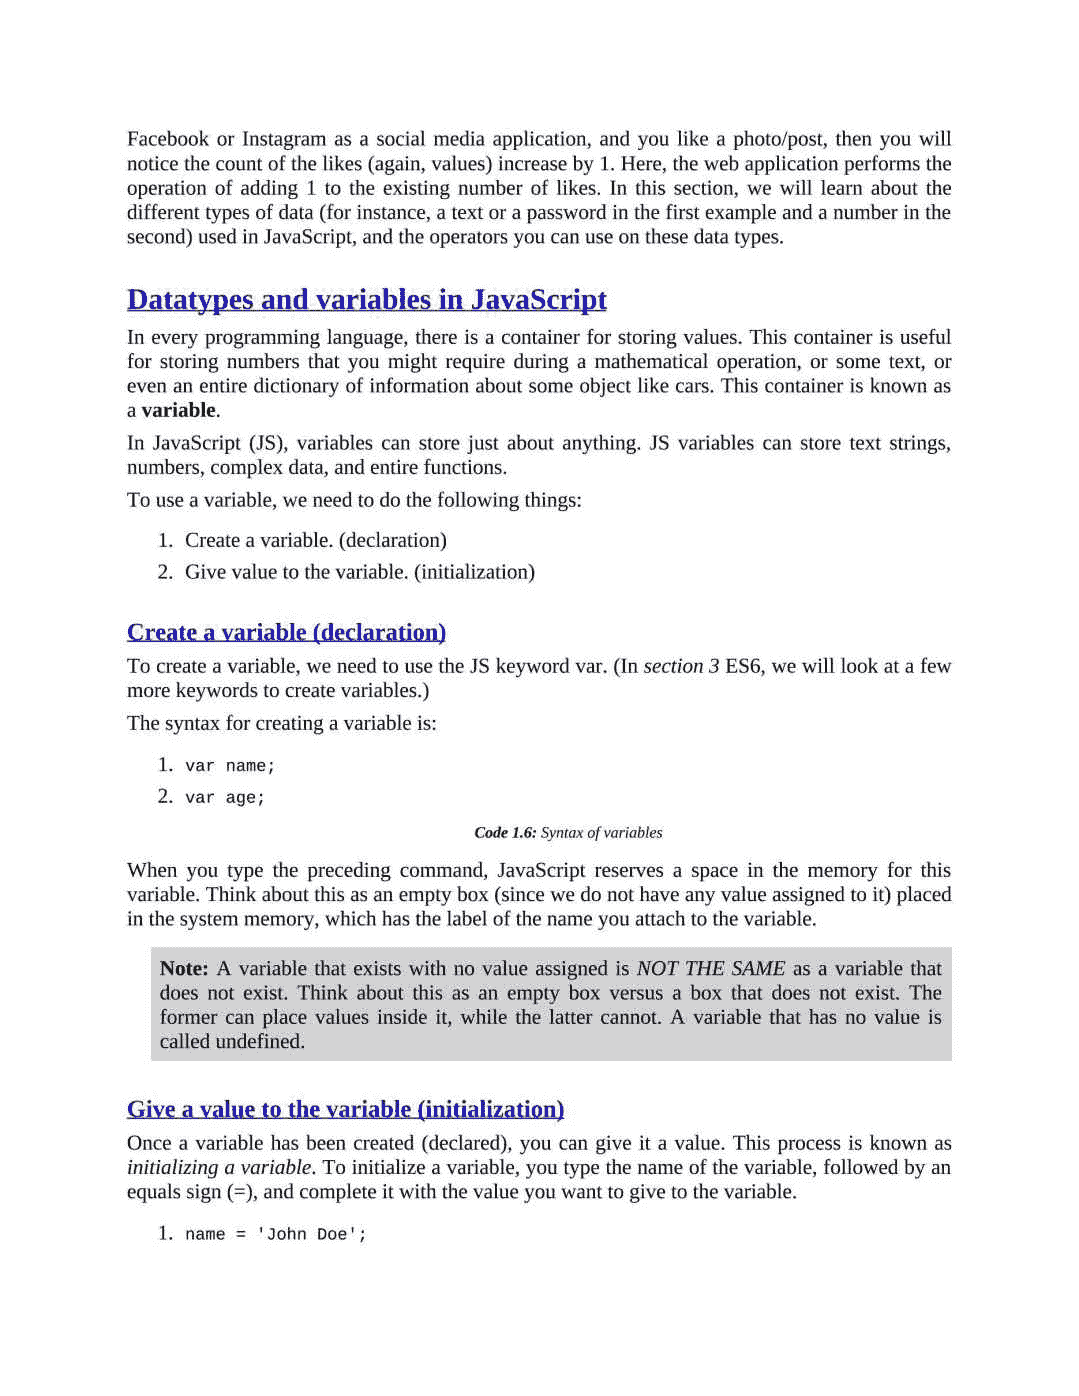 Facebook or Instagram as a social media application, and you like a photo/post, then you will
notice the count of the likes (again, values) increase by 1. Here, the web application performs the
operation of adding 1 to the existing number of likes. In this section, we will learn about the
different types of data (for instance, a text or a password in the first example and a number in the
second) used in JavaScript, and the operators you can use on these data types.
Datatypes and variables in JavaScript
In every programming language, there is a container for storing values. This container is useful
for storing numbers that you might require during a mathematical operation, or some text, or
even an entire dictionary of information about some object like cars. This container is known as
a variable.
In JavaScript (JS), variables can store just about anything. JS variables can store text strings,
numbers, complex data, and entire functions.
To use a variable, we need to do the following things:
1. Create a variable. (declaration)
2. Give value to the variable. (initialization)
Create a variable (declaration)
To create a variable, we need to use the JS keyword var. (In section 3 ES6, we will look at a few
more keywords to create variables.)
The syntax for creating a variable is:
1. var name;
2. var age;
Code 1.6: Syntax of variables
When you type the preceding command, JavaScript reserves a space in the memory for this
variable. Think about this as an empty box (since we do not have any value assigned to it) placed
in the system memory, which has the label of the name you attach to the variable.
Note: A variable that exists with no value assigned is NOT THE SAME as a variable that
does not exist. Think about this as an empty box versus a box that does not exist. The
former can place values inside it, while the latter cannot. A variable that has no value is
called undefined.
Give a value to the variable (initialization)
Once a variable has been created (declared), you can give it a value. This process is known as
initializing a variable. To initialize a variable, you type the name of the variable, followed by an
equals sign (=), and complete it with the value you want to give to the variable.
1. name = 'John Doe';